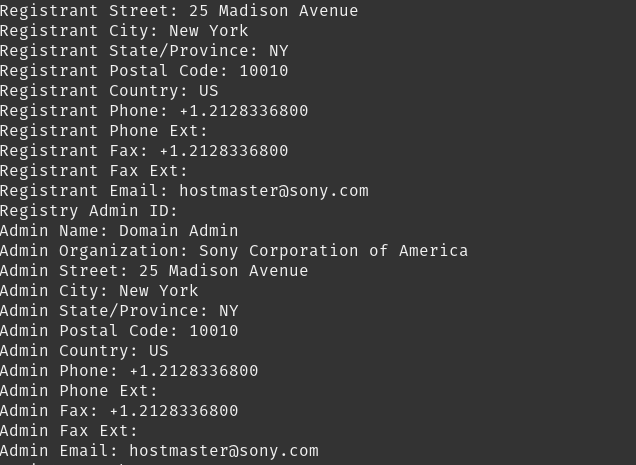 Registrant Street: 25 Madison Avenue
Registrant City: New York
Registrant State/Province: NY
Registrant Postal Code: 10010
Registrant Country: US
Registrant Phone: +1.2128336800
Registrant Phone Ext:
Registrant Fax: +1.2128336800
Registrant Fax Ext:
Registrant Email: hostmaster@sony.com
Registry Admin ID:
Admin Name: Domain Admin
Admin Organization: Sony Corporation of America
Admin Street: 25 Madison Avenue
Admin City: New York
Admin State/Province: NY
Admin Postal Code: 10010
Admin Country: US
Admin Phone: +1.2128336800
Admin Phone Ext:
Admin Fax: +1.2128336800
Admin Fax Ext:
Admin Email: hostmaster@sony.com